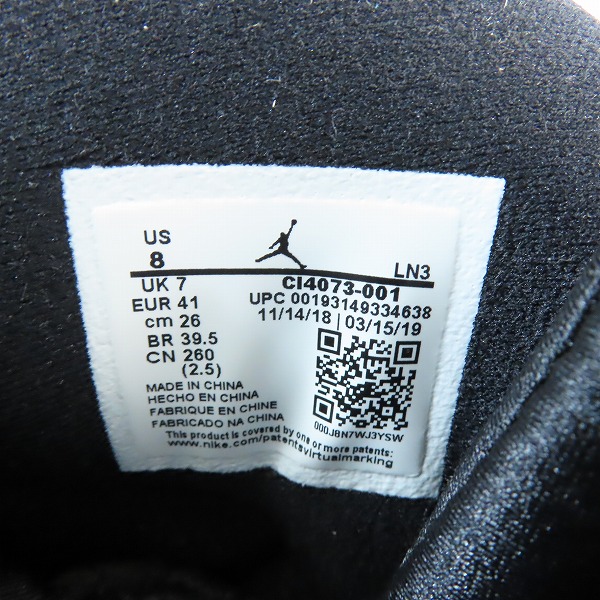 US
8
LN3
UK 7
EUR 41
cm 26
BR 39.5
CN 260
(2.5)
CI4073-001
UPC 00193149334638
11/14/18 | 03/15/19
000J8N7WJ3YSW
MADE IN CHINA
HECHO EN CHINA
FABRIQUE EN CHINE
FABRICADO NA CHINA
This product is covered by one or more patents:
www.nike.com/patentsvirtualmarking